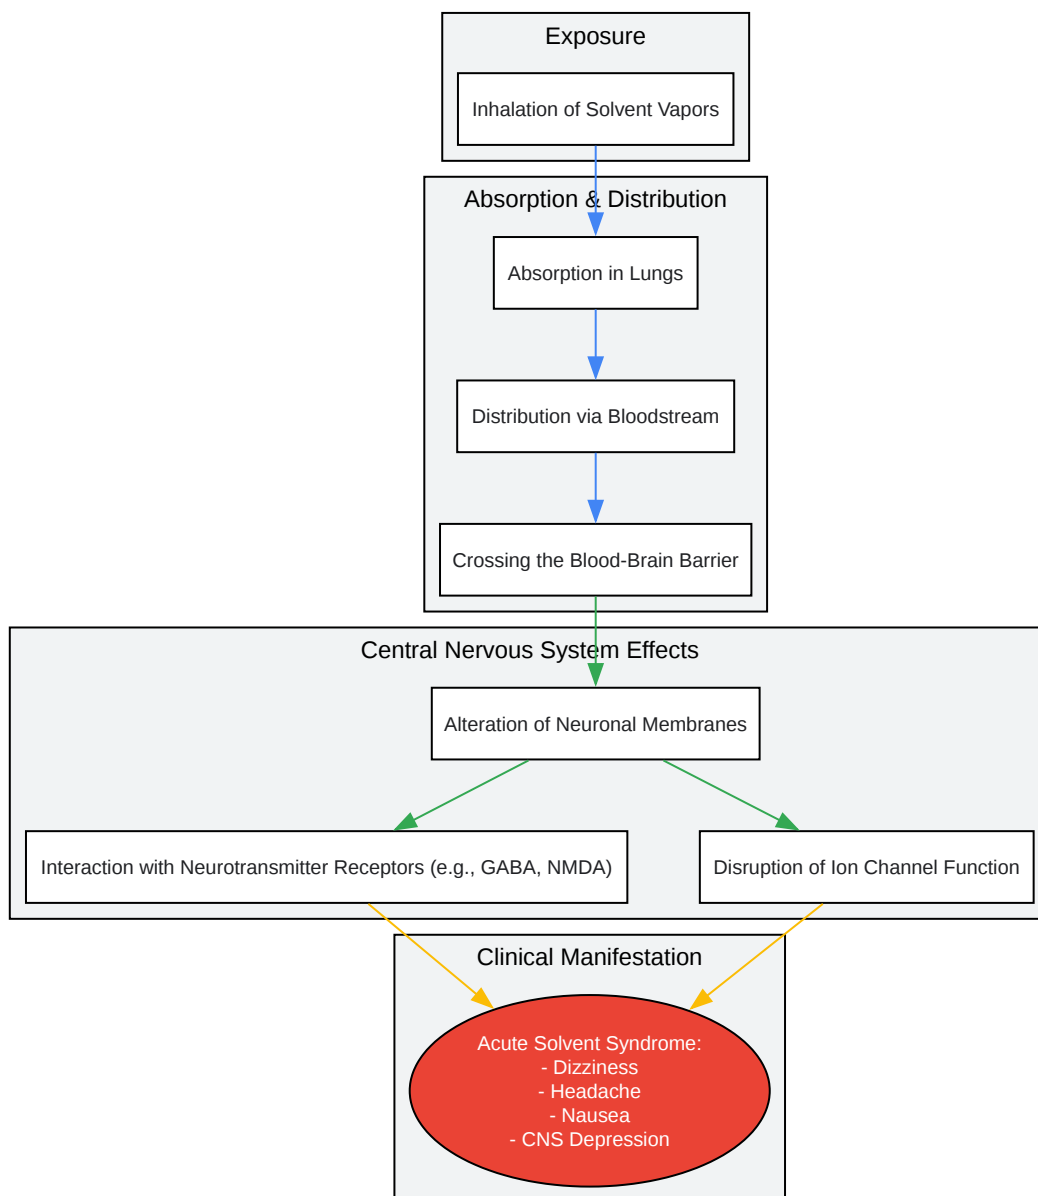 Exposure
Inhalation of Solvent Vapors
Absorption & Distribution
Absorption in Lungs
Distribution via Bloodstream
Crossing the Blood-Brain Barrier
Central Nervous System Effects
Alteration of Neuronal Membranes
Interaction with Neurotransmitter Receptors (e.g., GABA, NMDA)
Disruption of Ion Channel Function
Clinical Manifestation
Acute Solvent Syndrome:
- Dizziness
- Headache
- Nausea
- CNS Depression